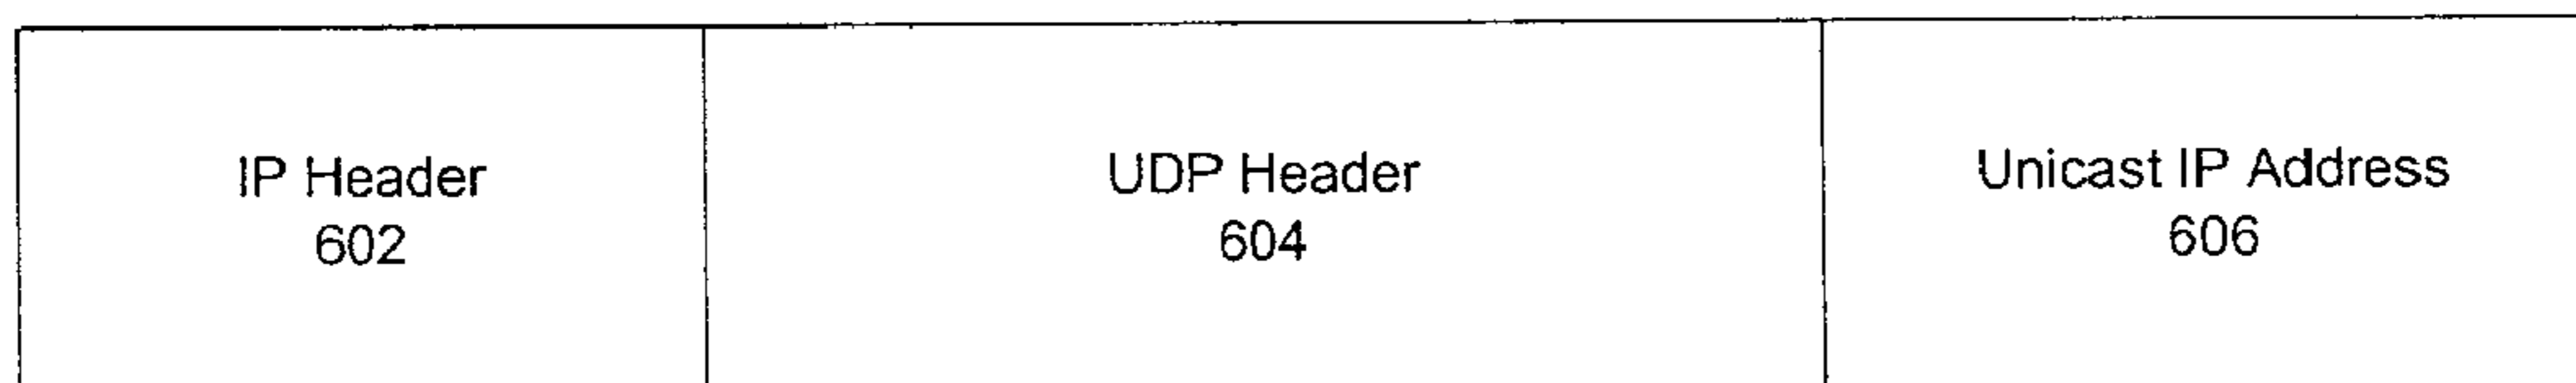 IP Header
602
UDP Header
604
Unicast IP Address
606